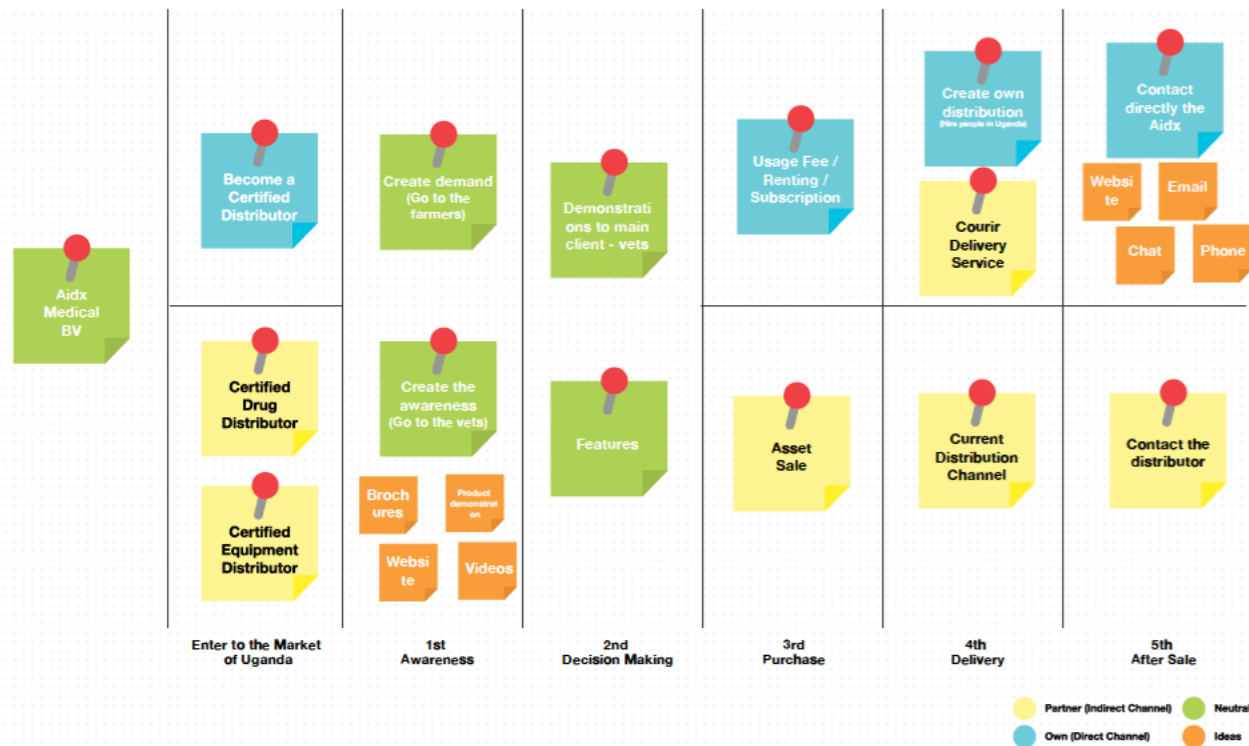 Aidx
Medical
BV
Become a
Certified
Distributor
Certified
Drug
Distributor
Certified
Equipment
Distributor
Enter to the Market
of Uganda
Create demand
(Go to the
farmers)
Create the
awareness
(Go to the vets)
Broch
ures
Product
demonstrat
on
Websi
te
Videos
1st
Awareness
Demonstrati
ons to main
client - vets
Features
2nd
Decision Making
Usage Fee /
Renting /
Subscription
Asset
Sale
3rd
Purchase
Create own
distribution
(Hire people in Uganda)
Courir
Delivery
Service
Current
Distribution
Channel
4th
Delivery
Contact
directly the
Aidx
Websi
te
Email
Chat
Phone
Contact the
distributor
5th
After Sale
Partner (Indirect Channel)
Neutral
Own (Direct Channel)
Ideas